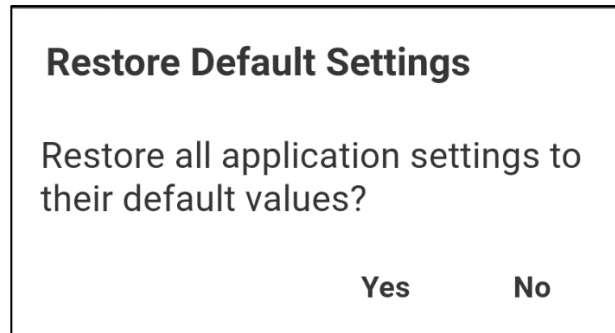 Restore Default Settings
Restore all application settings to
their default values?
Yes No